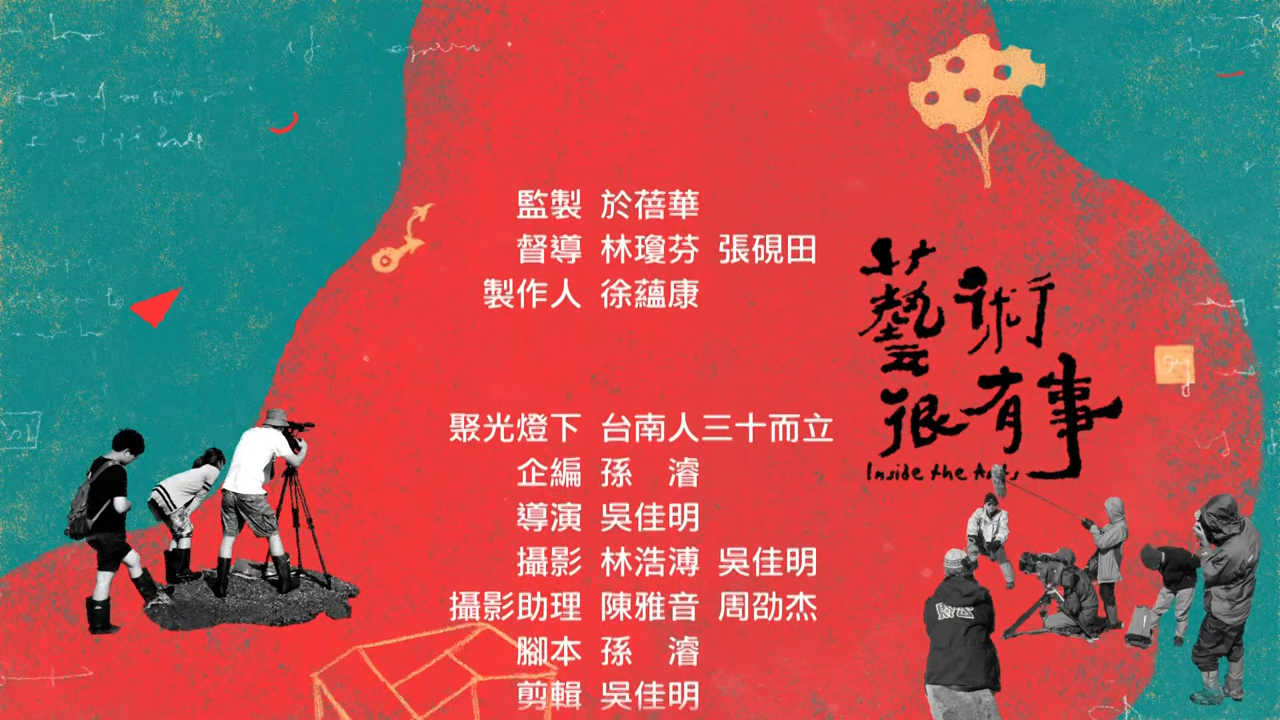 監製 於蓓華
督導 林瓊芬 張硯田
製作人 徐蘊康
藝術
很有事
Inside the Arts
聚光燈下 台南人三十而立
企編 孫 濬
導演 吳佳明
攝影 林浩溥 吳佳明
攝影助理 陳雅音 周劭杰
腳本 孫 濬
剪輯 吳佳明